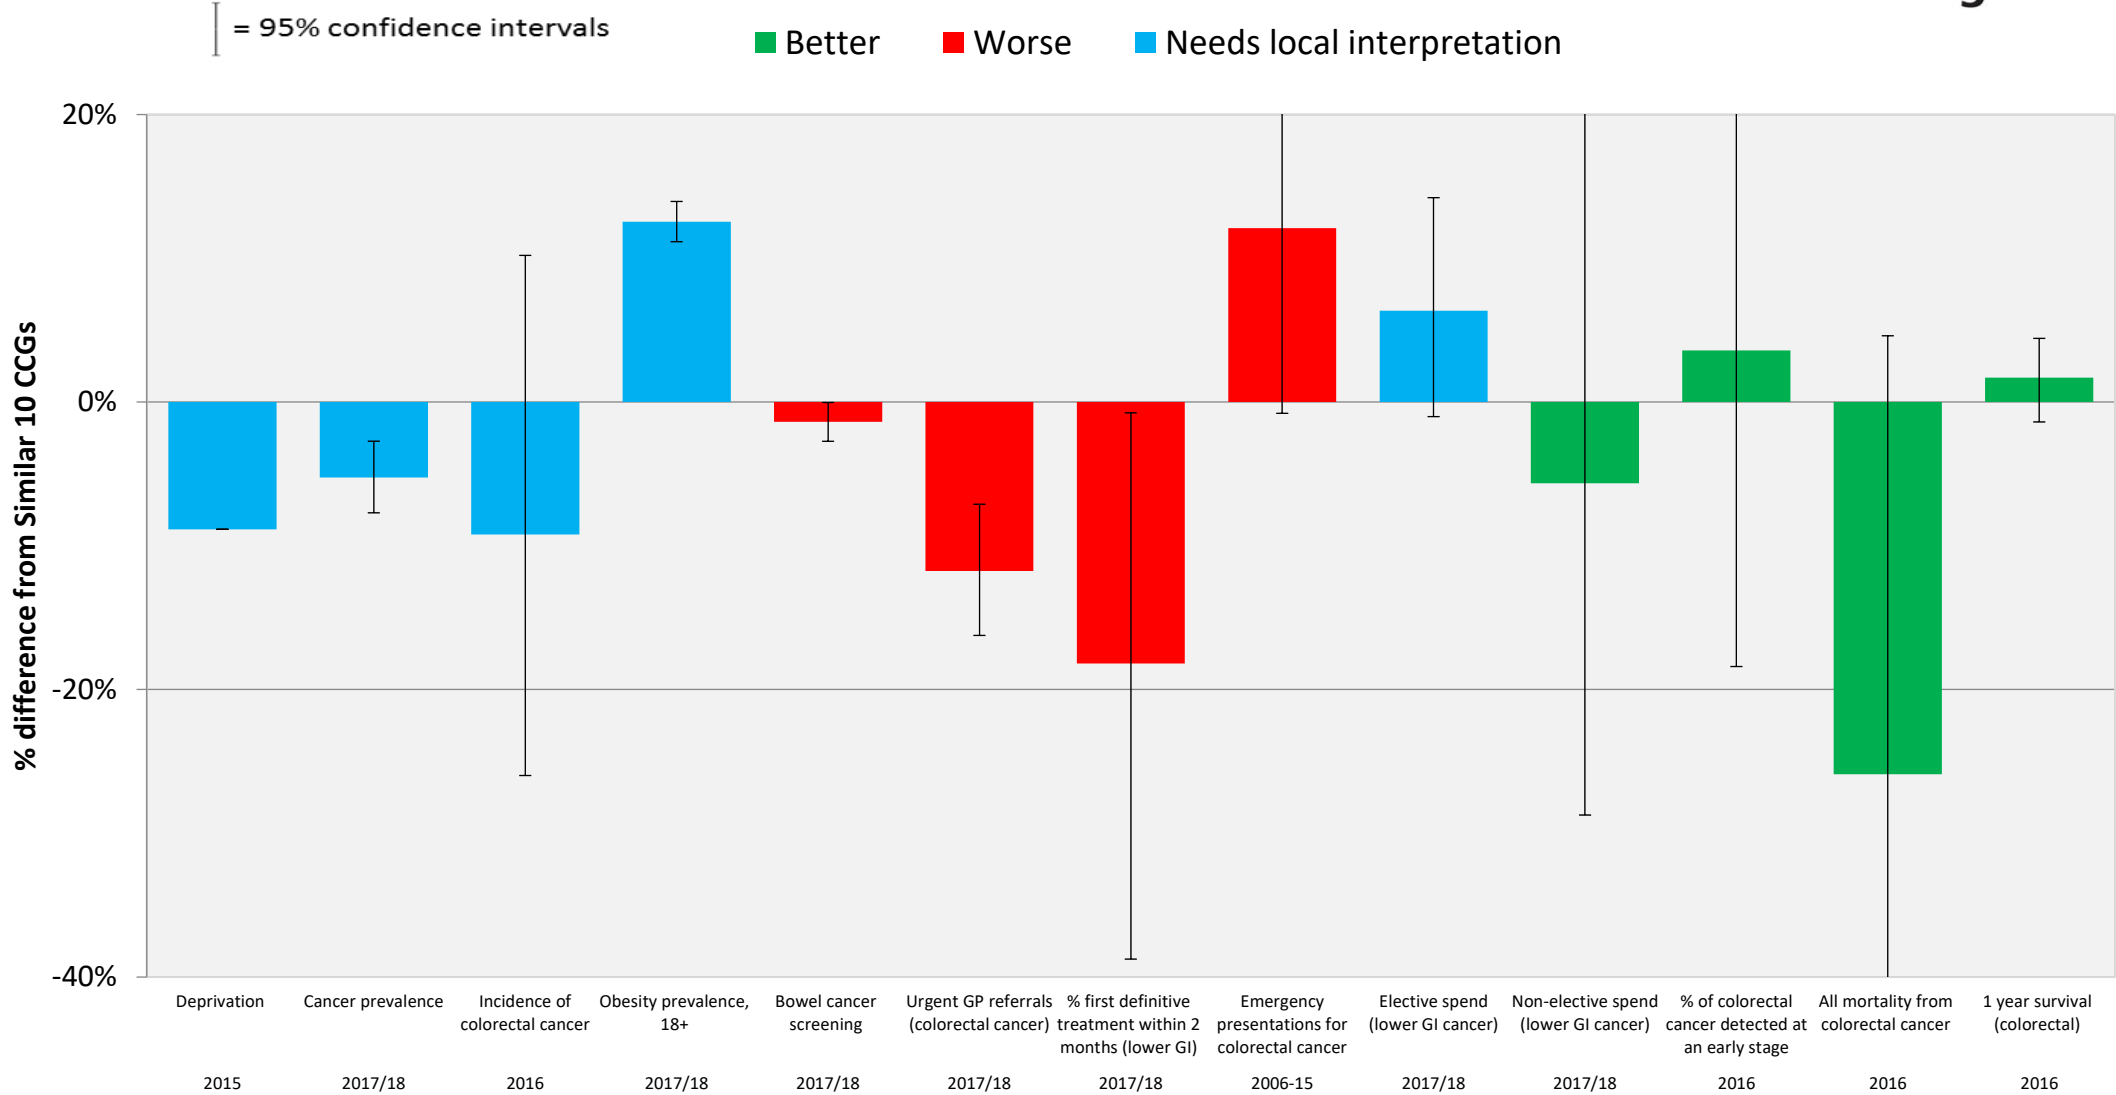 = 95% confidence intervals
Better Worse Needs local interpretation
20%
0%
-20%
-40%
% difference from Similar 10 CCGs
Deprivation
2015
Cancer prevalence
2017/18
Incidence of
colorectal cancer
2016
Obesity prevalence,
18+
2017/18
Bowel cancer
screening
2017/18
Urgent GP referrals
(colorectal cancer)
2017/18
% first definitive
treatment within 2
months (lower GI)
2017/18
Emergency
presentations for
colorectal cancer
2006-15
Elective spend
(lower GI cancer)
2017/18
Non-elective spend
(lower GI cancer)
2017/18
% of colorectal
cancer detected at
an early stage
2016
All mortality from
colorectal cancer
2016
1 year survival
(colorectal)
2016